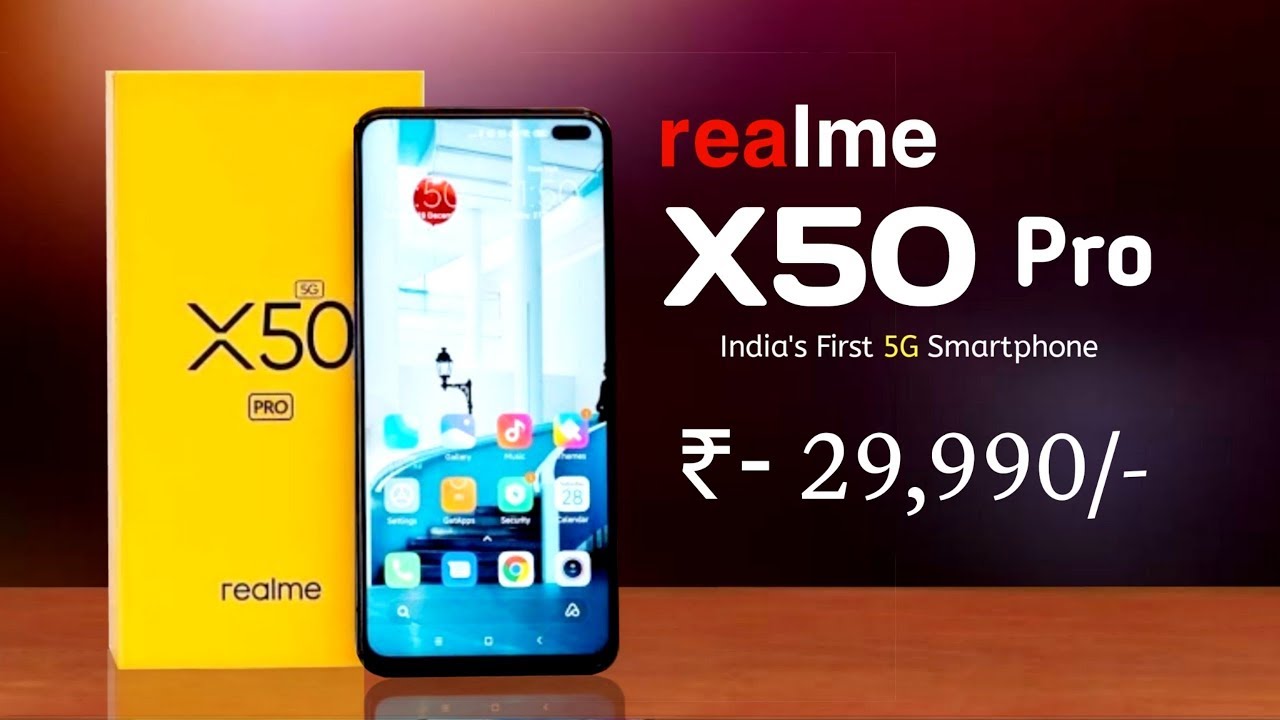 5G
X50
PRO
realme
Gallery
Music
Themes
Settings
GetApps
Security
28
Calendar
realme
X50 Pro
India's First 5G Smartphone
₹- 29,990/-